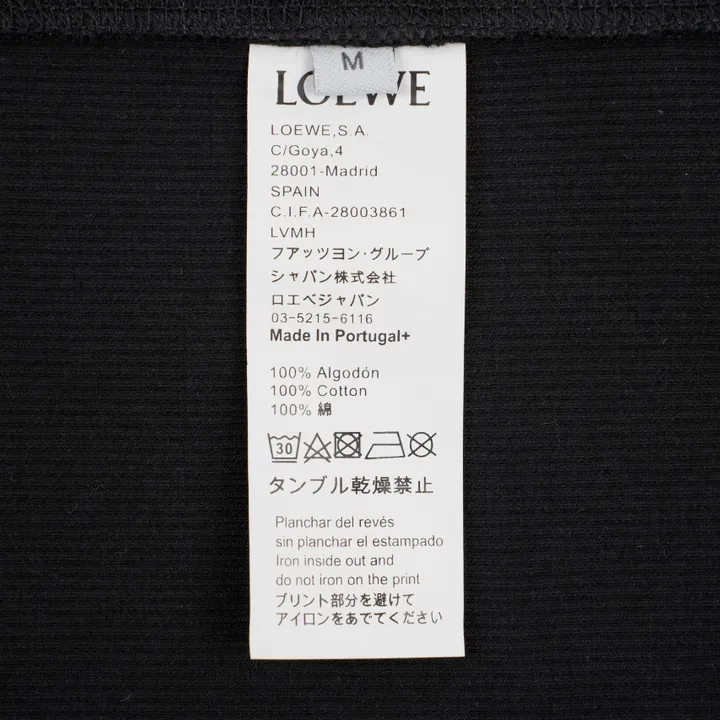 M
LOEWE
LOEWE,S.A.
C/Goya,4
28001-Madrid
SPAIN
C.I.F.A-28003861
LVMH
フアッツヨン・グループ
シャパン株式会社
ロエベジャパン
03-5215-6116
Made In Portugal+
100% Algodón
100% Cotton
100% 綿
30
タンブル乾燥禁止
Planchar del revés
sin planchar el estampado
Iron inside out and
do not iron on the print
プリント部分を避けて
アイロンをあでてください